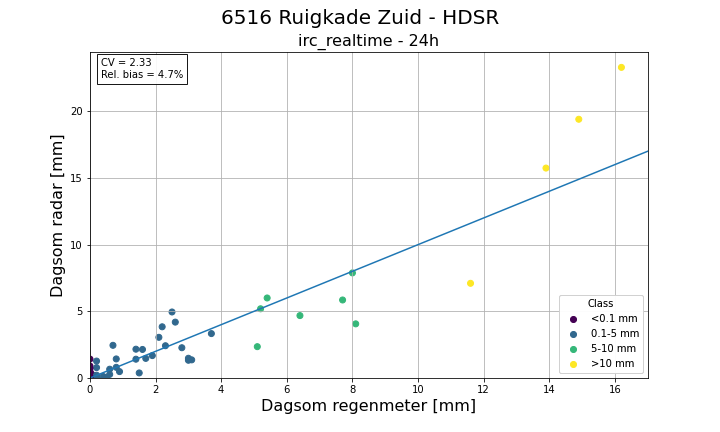 6516 Ruigkade Zuid - HDSR
irc_realtime - 24h
CV = 2.33
Rel. bias = 4.7%
Dagsom radar [mm]
20
15
10
5
0
0 2 4 6 8 10 12 14 16
Dagsom regenmeter [mm]
Class
<0.1 mm
0.1-5 mm
5-10 mm
>10 mm